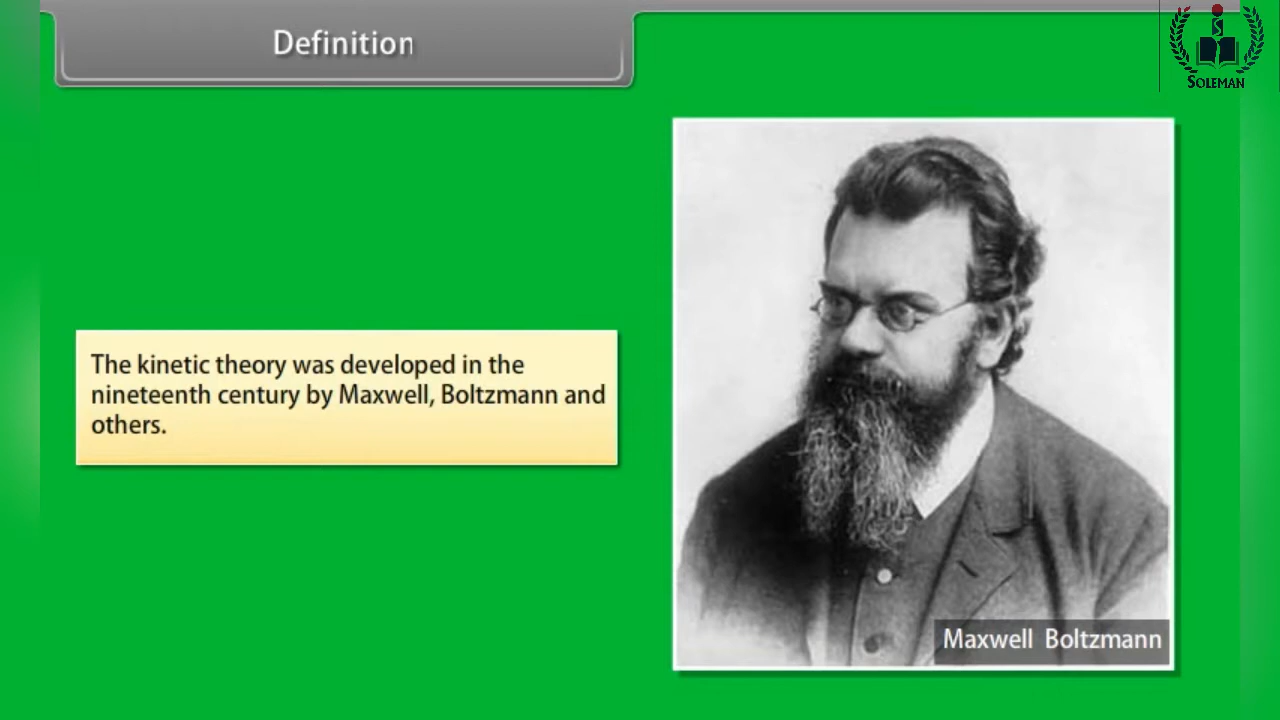 Definition
SOLEMAN
The kinetic theory was developed in the
nineteenth century by Maxwell, Boltzmann and
others.
Maxwell Boltzmann